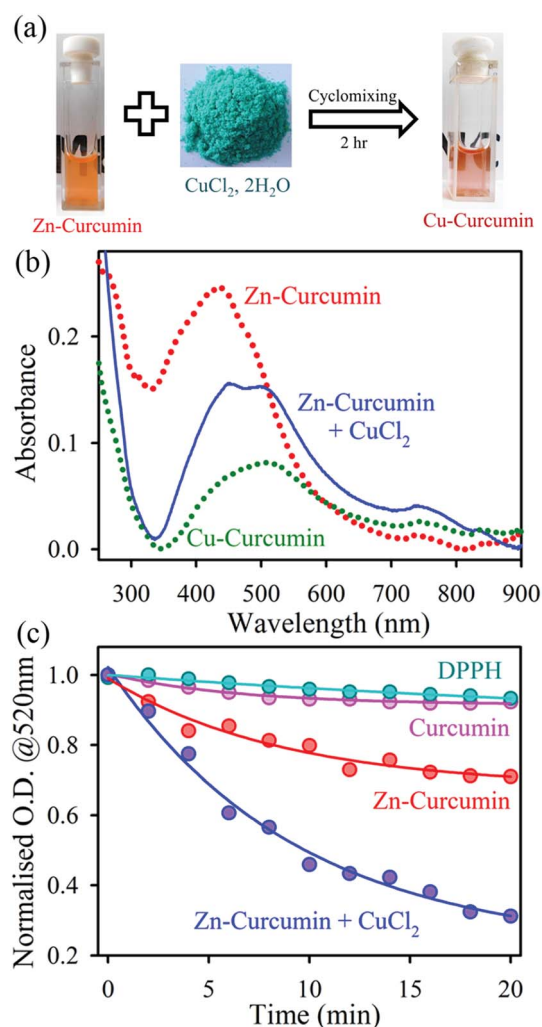 (a)
Cyclomixing
2 hr
CuCl2, 2H2O
Zn-Curcumin
Cu-Curcumin
(b)
Absorbance
0.2
0.1
0.0
Zn-Curcumin
Zn-Curcumin
+ CuCl2
Cu-Curcumin
300 400 500 600 700 800 900
Wavelength (nm)
(c)
Normalised O.D. @520nm
1.0
0.8
0.6
0.4
0.2
DPPH
Curcumin
Zn-Curcumin
Zn-Curcumin + CuCl2
0 5 10 15 20
Time (min)